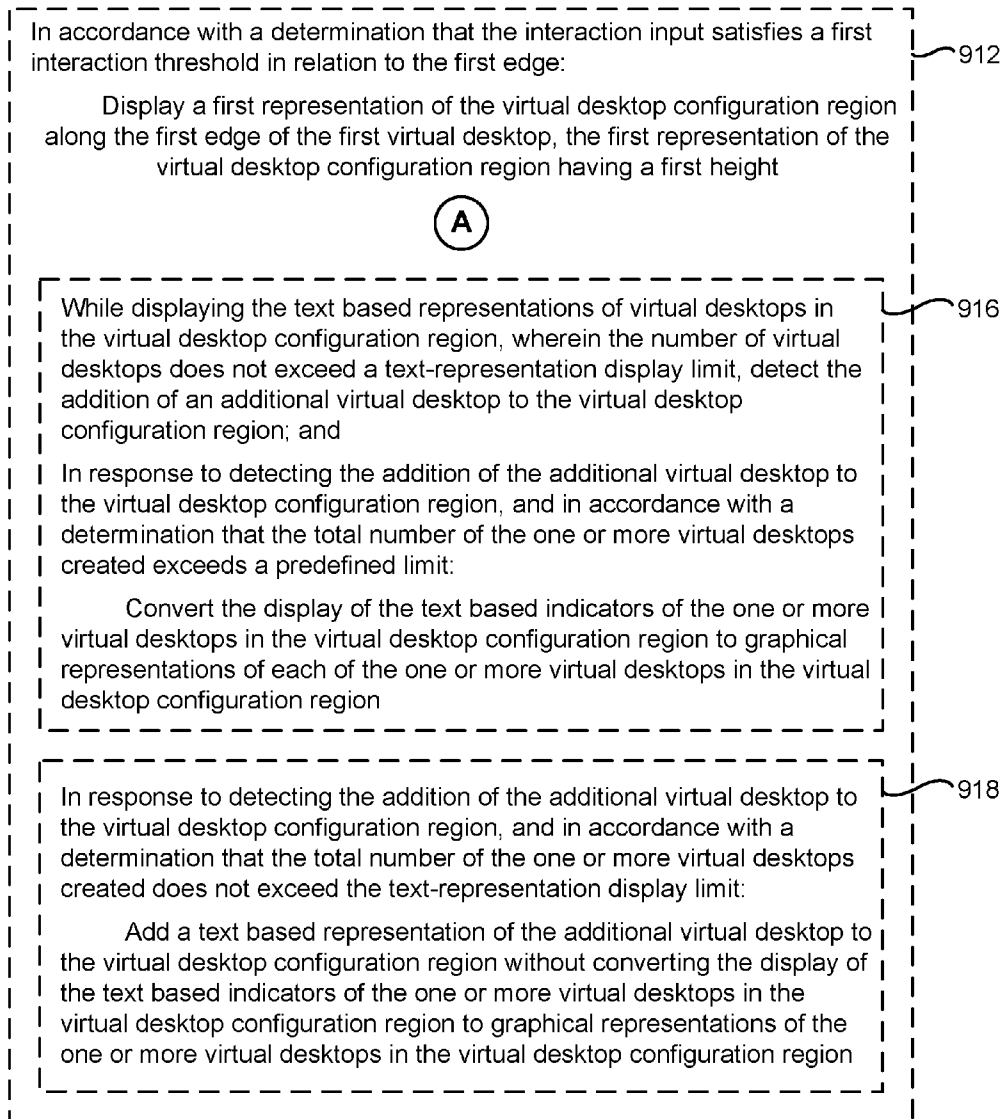 In accordance with a determination that the interaction input satisfies a first
interaction threshold in relation to the first edge:
912
Display a first representation of the virtual desktop configuration region
along the first edge of the first virtual desktop, the first representation of the
virtual desktop configuration region having a first height
A
While displaying the text based representations of virtual desktops in
916
the virtual desktop configuration region, wherein the number of virtual
desktops does not exceed a text-representation display limit, detect the
addition of an additional virtual desktop to the virtual desktop
configuration region; and
In response to detecting the addition of the additional virtual desktop to
the virtual desktop configuration region, and in accordance with a
determination that the total number of the one or more virtual desktops
created exceeds a predefined limit:
Convert the display of the text based indicators of the one or more
virtual desktops in the virtual desktop configuration region to graphical
representations of each of the one or more virtual desktops in the virtual
desktop configuration region
In response to detecting the addition of the additional virtual desktop to
918
the virtual desktop configuration region, and in accordance with a
determination that the total number of the one or more virtual desktops
created does not exceed the text-representation display limit:
Add a text based representation of the additional virtual desktop to
the virtual desktop configuration region without converting the display of
the text based indicators of the one or more virtual desktops in the
virtual desktop configuration region to graphical representations of the
one or more virtual desktops in the virtual desktop configuration region